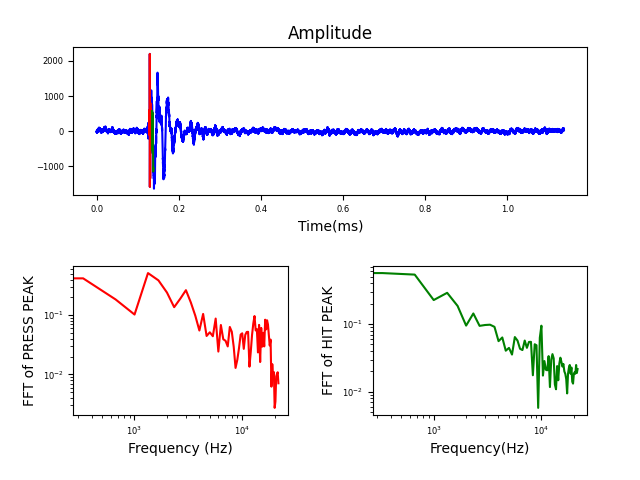 Amplitude
2000
1000
0
−1000
0.0 0.2 0.4 0.6 0.8 1.0
Time(ms)
FFT of PRESS PEAK
10⁻¹
10⁻²
10³ 10⁴
Frequency (Hz)
FFT of HIT PEAK
10⁻¹
10⁻²
10³ 10⁴
Frequency(Hz)